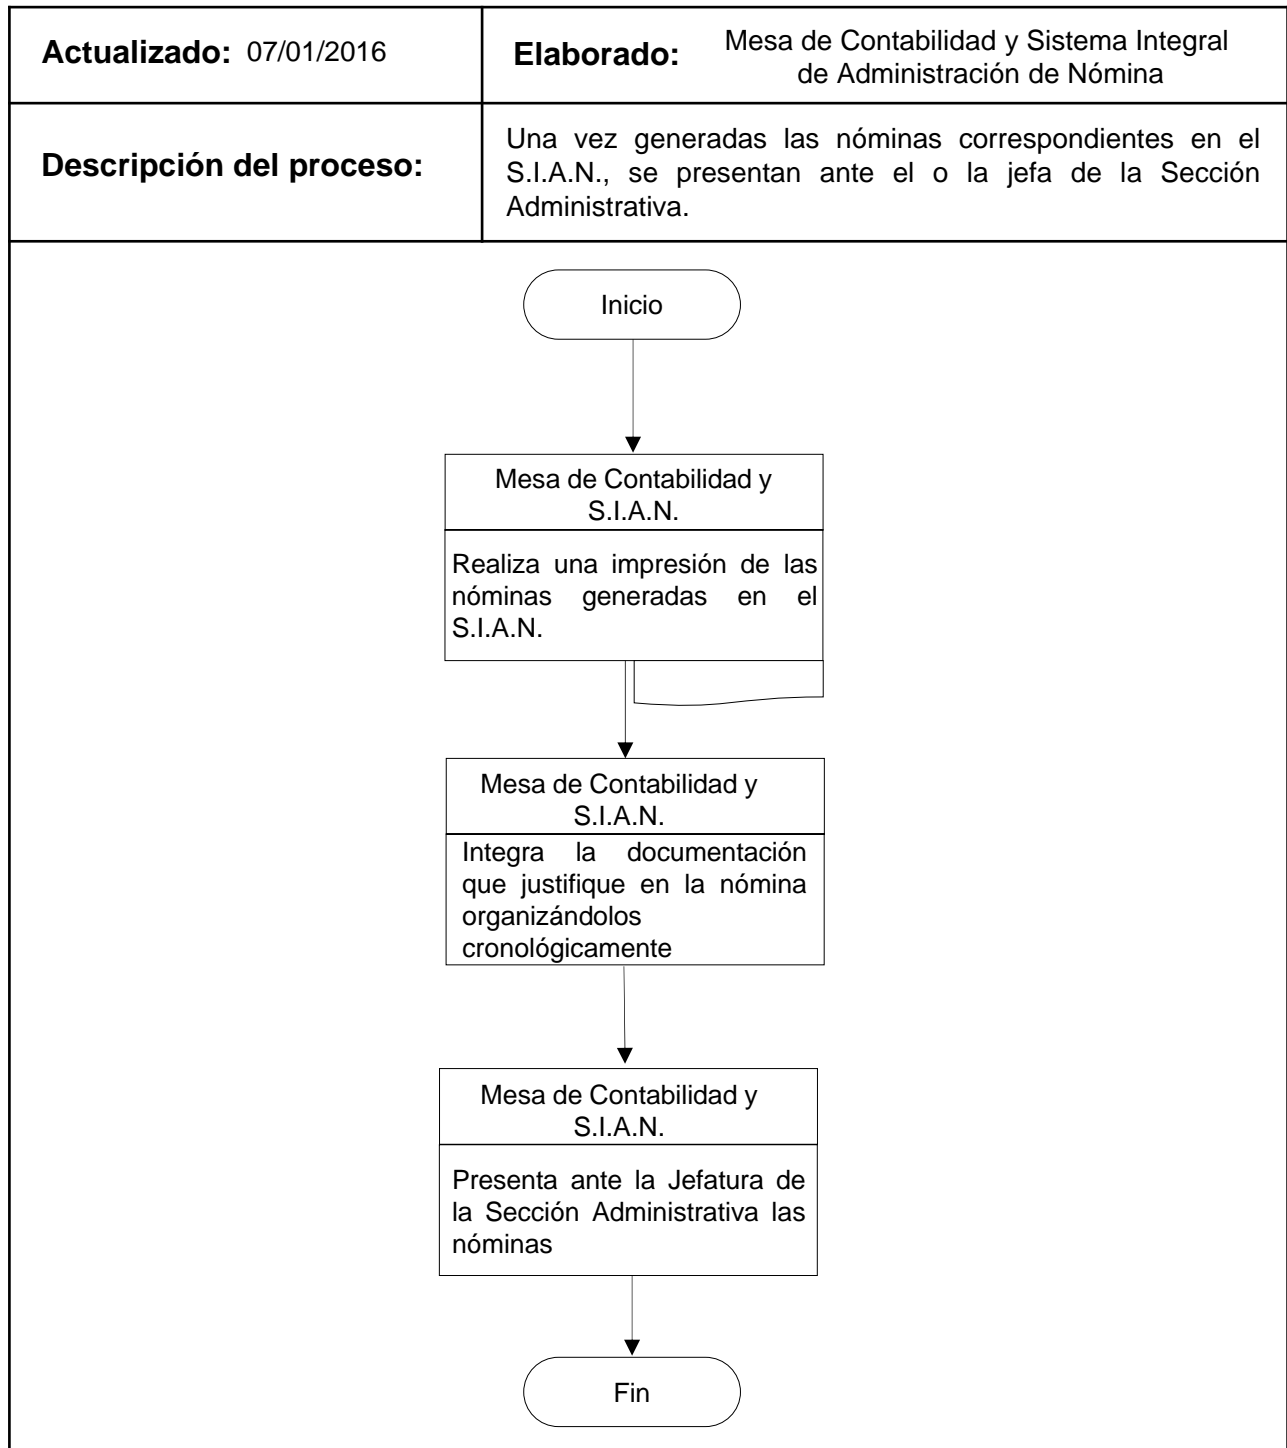 Actualizado: 07/01/2016
Elaborado:
Mesa de Contabilidad y Sistema Integral
de Administración de Nómina
Descripción del proceso:
Una vez generadas las nóminas correspondientes en el
S.I.A.N., se presentan ante el o la jefa de la Sección
Administrativa.
Inicio
Mesa de Contabilidad y
S.I.A.N.
Realiza una impresión de las
nóminas generadas en el
S.I.A.N.
Mesa de Contabilidad y
S.I.A.N.
Integra la documentación
que justifique en la nómina
organizándolos
cronológicamente
Mesa de Contabilidad y
S.I.A.N.
Presenta ante la Jefatura de
la Sección Administrativa las
nóminas
Fin